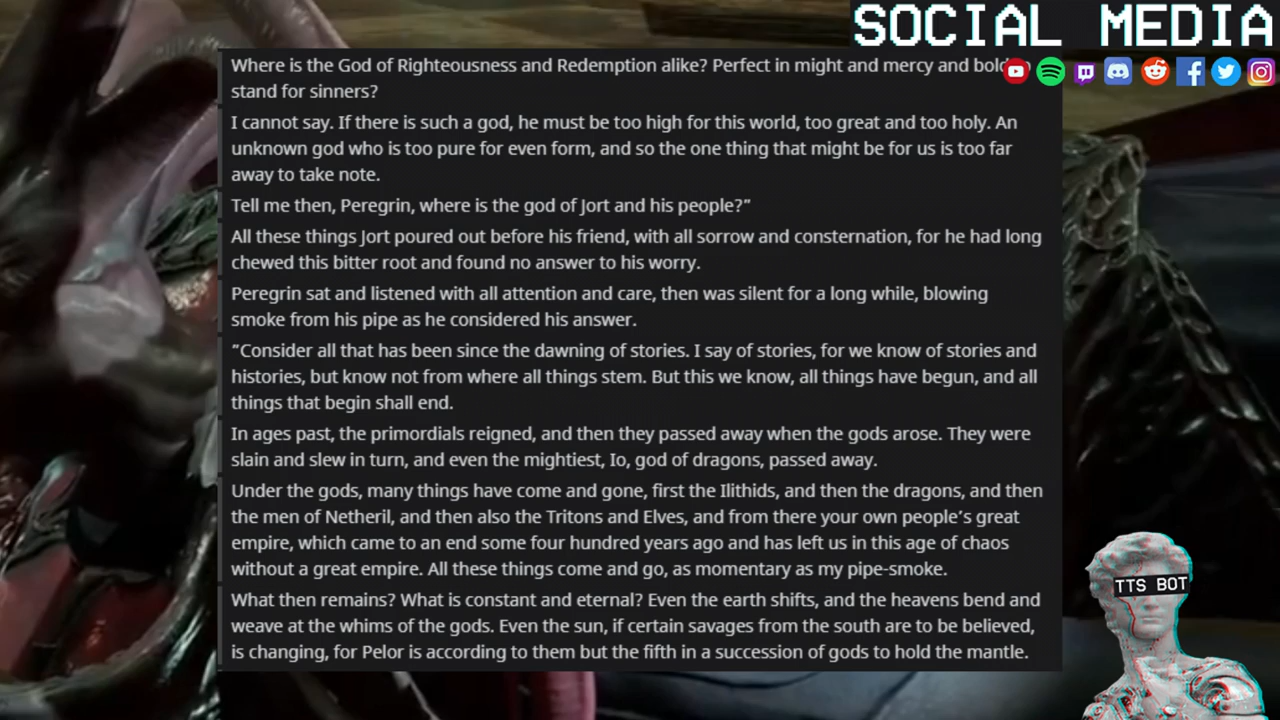 SOCIAL MEDIA
Where is the God of Righteousness and Redemption alike? Perfect in might and mercy and bold
stand for sinners?
I cannot say. If there is such a god, he must be too high for this world, too great and too holy. An
unknown god who is too pure for even form, and so the one thing that might be for us is too far
away to take note.
Tell me then, Peregrin, where is the god of Jort and his people?”
All these things Jort poured out before his friend, with all sorrow and consternation, for he had long
chewed this bitter root and found no answer to his worry.
Peregrin sat and listened with all attention and care, then was silent for a long while, blowing
smoke from his pipe as he considered his answer.
”Consider all that has been since the dawning of stories. I say of stories, for we know of stories and
histories, but know not from where all things stem. But this we know, all things have begun, and all
things that begin shall end.
In ages past, the primordials reigned, and then they passed away when the gods arose. They were
slain and slew in turn, and even the mightiest, Io, god of dragons, passed away.
Under the gods, many things have come and gone, first the Ilithids, and then the dragons, and then
the men of Netheril, and then also the Tritons and Elves, and from there your own people’s great
empire, which came to an end some four hundred years ago and has left us in this age of chaos
without a great empire. All these things come and go, as momentary as my pipe-smoke.
What then remains? What is constant and eternal? Even the earth shifts, and the heavens bend and
weave at the whims of the gods. Even the sun, if certain savages from the south are to be believed,
is changing, for Pelor is according to them but the fifth in a succession of gods to hold the mantle.
TTS BOT